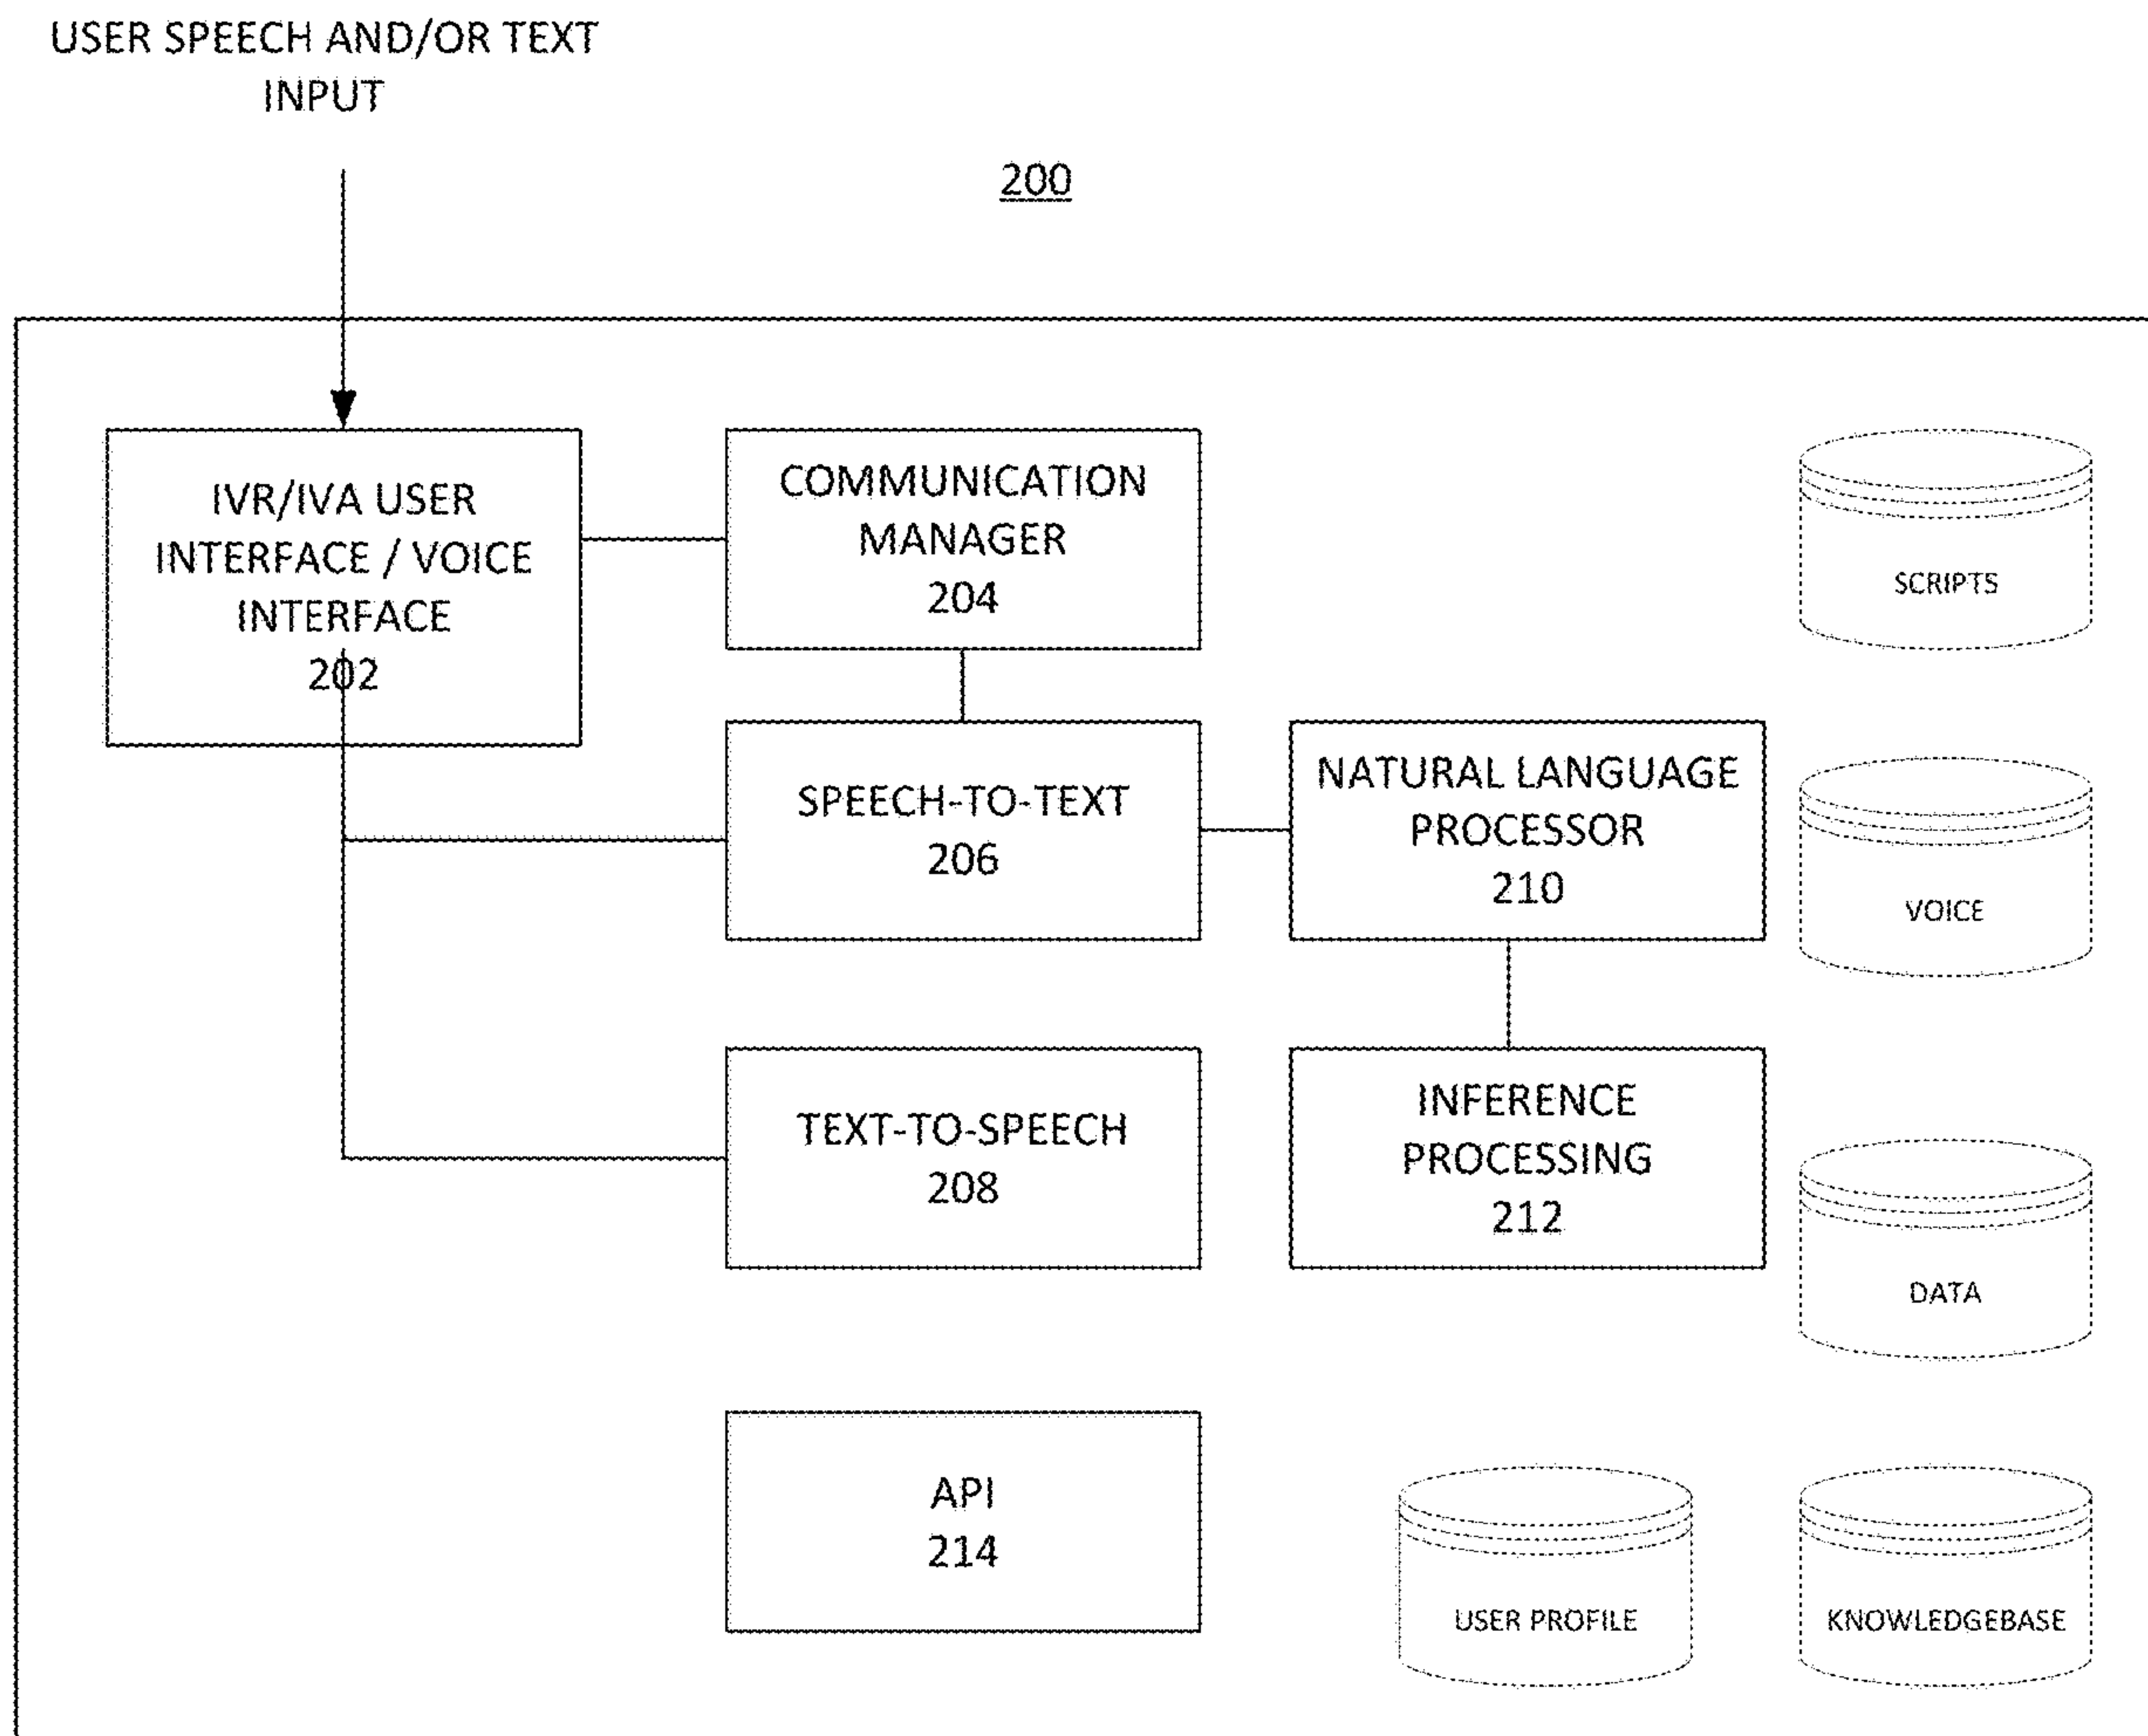 USER SPEECH AND/OR TEXT
INPUT
200
IVR/IVA USER
INTERFACE / VOICE
INTERFACE
202
COMMUNICATION
MANAGER
204
SCRIPTS
SPEECH-TO-TEXT
206
NATURAL LANGUAGE
PROCESSOR
210
VOICE
TEXT-TO-SPEECH
208
INFERENCE
PROCESSING
212
DATA
API
214
USER PROFILE
KNOWLEDGEBASE